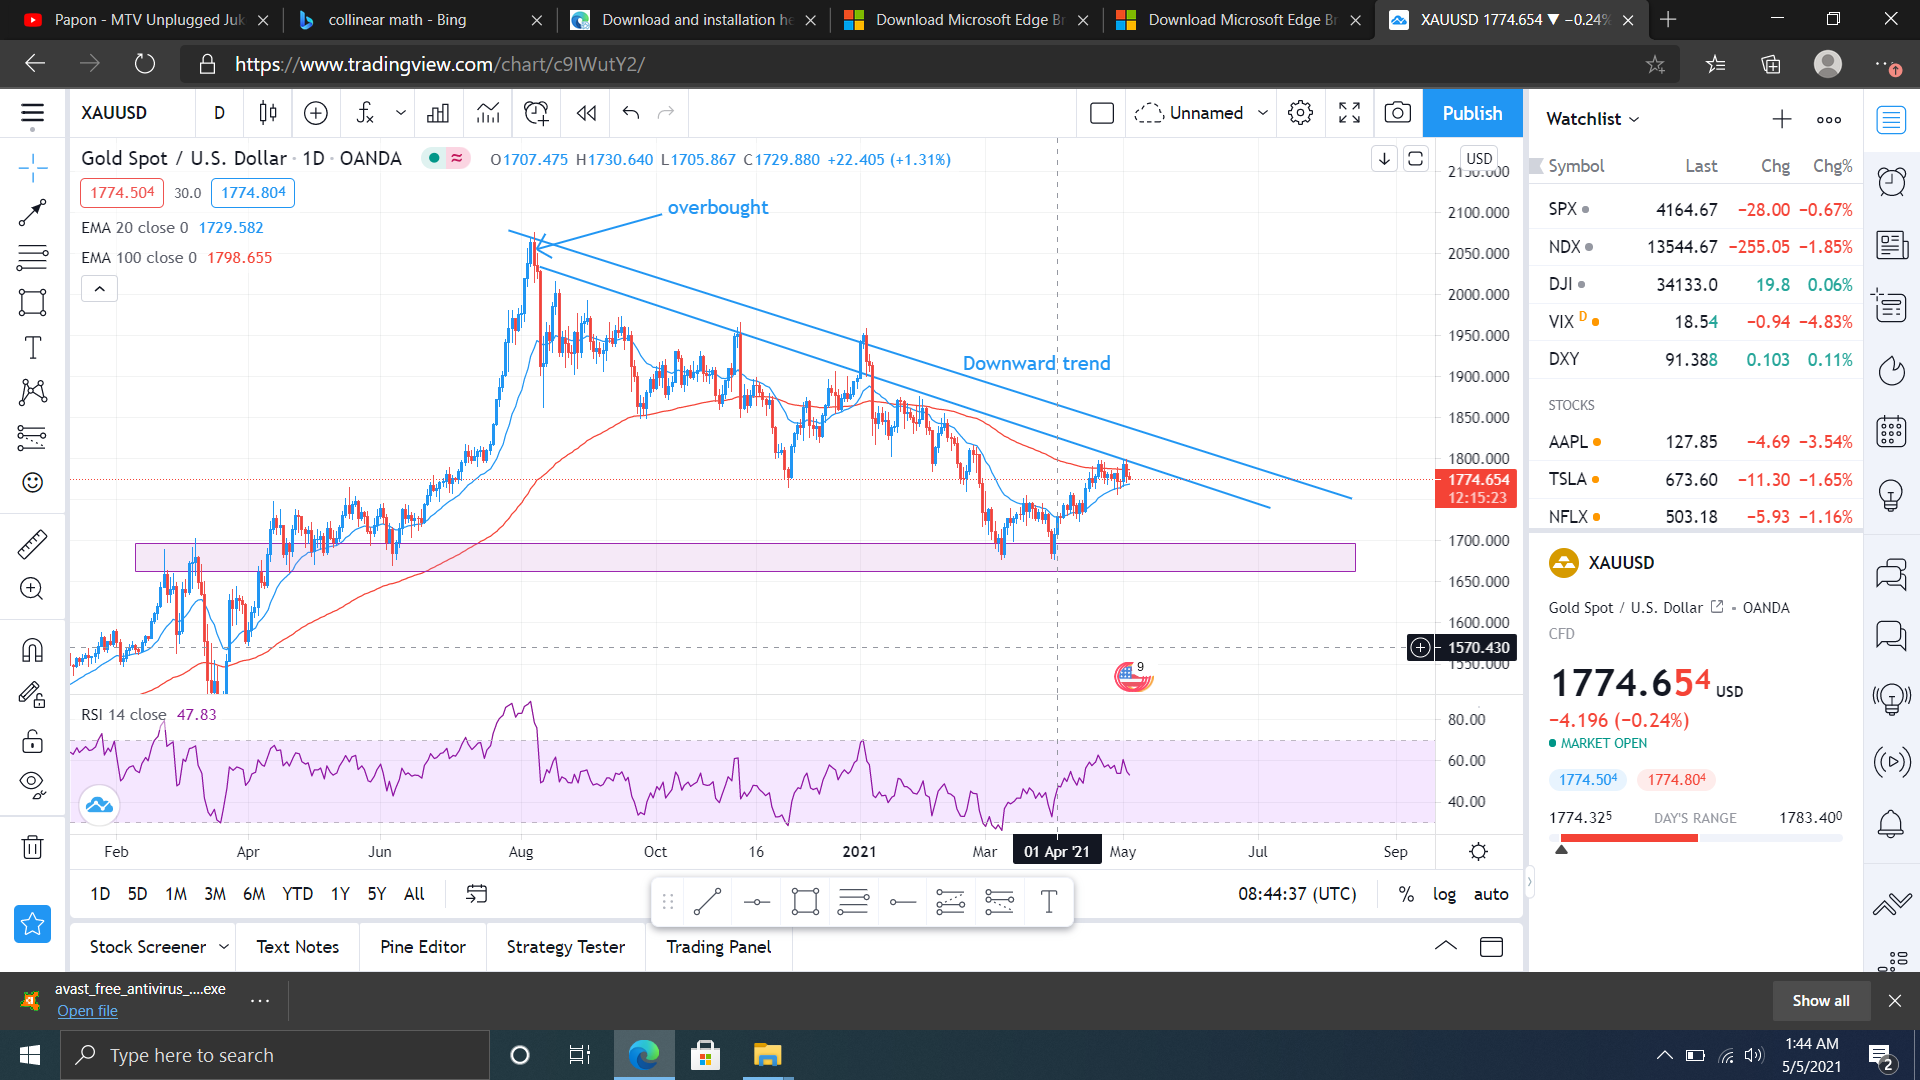 Papon - MTV Unplugged Juk
collinear math - Bing
Download and installation he
Download Microsoft Edge Br
Download Microsoft Edge Br
XAUUSD 1774.654 ▼ −0.24%
https://www.tradingview.com/chart/c9IWutY2/
XAUUSD D Unnamed Publish
Gold Spot / U.S. Dollar · 1D · OANDA O1707.475 H1730.640 L1705.867 C1729.880 +22.405 (+1.31%)
1774.504 30.0 1774.804
EMA 20 close 0 1729.582
EMA 100 close 0 1798.655
overbought
Downward trend
USD
2100.000
2050.000
2000.000
1950.000
1900.000
1850.000
1800.000
1774.654
12:15:23
1700.000
1650.000
1600.000
1570.430
1550.000
9
RSI 14 close 47.83
80.00
60.00
40.00
Feb Apr Jun Aug Oct 16 2021 Mar 01 Apr '21 May Jul Sep
1D 5D 1M 3M 6M YTD 1Y 5Y All
08:44:37 (UTC) % log auto
Stock Screener Text Notes Pine Editor Strategy Tester Trading Panel
Watchlist
Symbol Last Chg Chg%
SPX 4164.67 −28.00 −0.67%
NDX 13544.67 −255.05 −1.85%
DJI 34133.0 19.8 0.06%
VIX D 18.54 −0.94 −4.83%
DXY 91.388 0.103 0.11%
STOCKS
AAPL 127.85 −4.69 −3.54%
TSLA 673.60 −11.30 −1.65%
NFLX 503.18 −5.93 −1.16%
XAUUSD
Gold Spot / U.S. Dollar OANDA
CFD
1774.654 USD
−4.196 (−0.24%)
MARKET OPEN
1774.504 1774.804
1774.325 DAY'S RANGE 1783.400
avast_free_antivirus_....exe
Open file
Show all
Type here to search
1:44 AM
5/5/2021
2